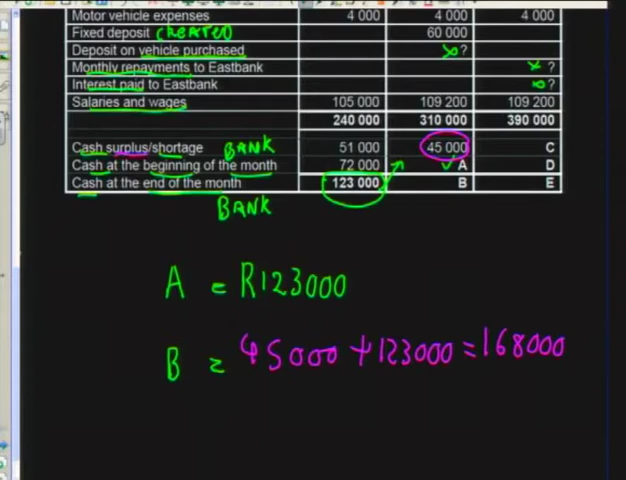 Motor vehicle expenses 4 000 4 000 4 000
Fixed deposit (CREATED) 60 000
Deposit on vehicle purchased ?
Monthly repayments to Eastbank ?
Interest paid to Eastbank ?
Salaries and wages 105 000 109 200 109 200
240 000 310 000 390 000
Cash surplus/shortage BANK 51 000 45 000 C
Cash at the beginning of the month 72 000 A D
Cash at the end of the month 123 000 B E
BANK
A = R123000
B = 45000 + 123000 = 168000